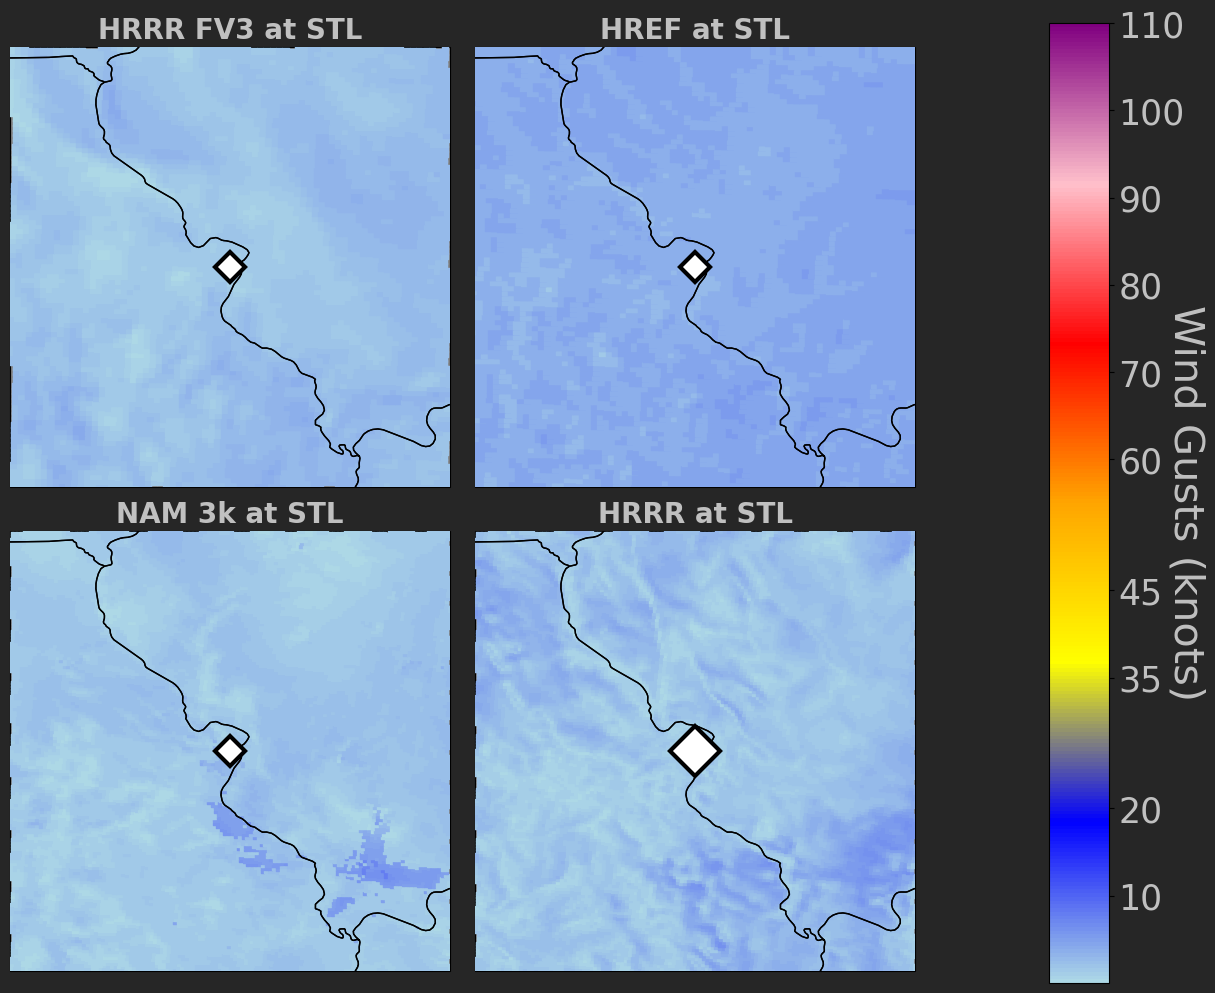 HRRR FV3 at STL
HREF at STL
NAM 3k at STL
HRRR at STL
110
100
90
80
70
60
45
35
20
10
Wind Gusts (knots)